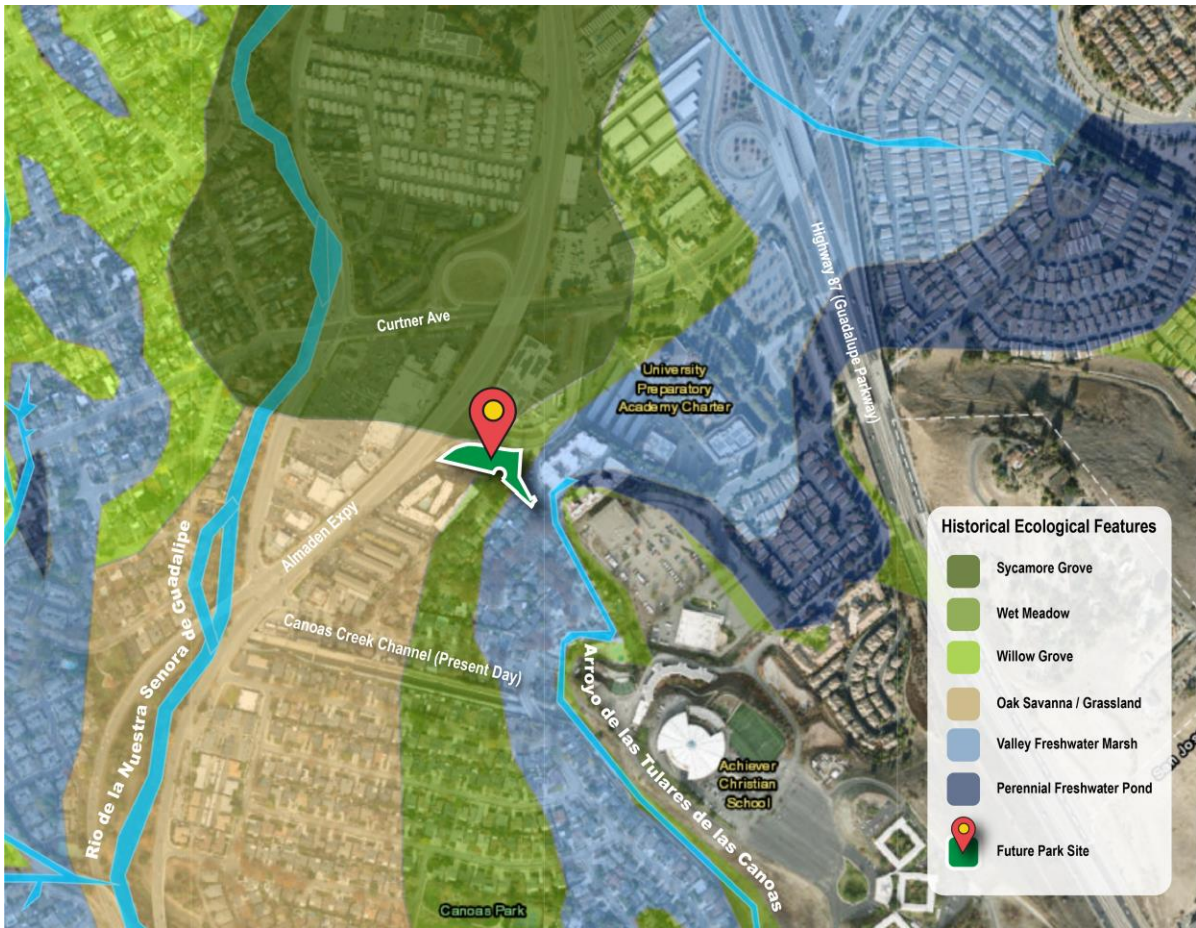 Curtner Ave
Highway 87 (Guadalupe Parkway)
University
Preparatory
Academy Charter
Almaden Expy
Rio de la Nuestra Senora de Guadalipe
Canoas Creek Channel (Present Day)
Arroyo de las Tulares de las Canoas
Achiever
Christian
School
Canoas Park
Historical Ecological Features
Sycamore Grove
Wet Meadow
Willow Grove
Oak Savanna / Grassland
Valley Freshwater Marsh
Perennial Freshwater Pond
Future Park Site
San